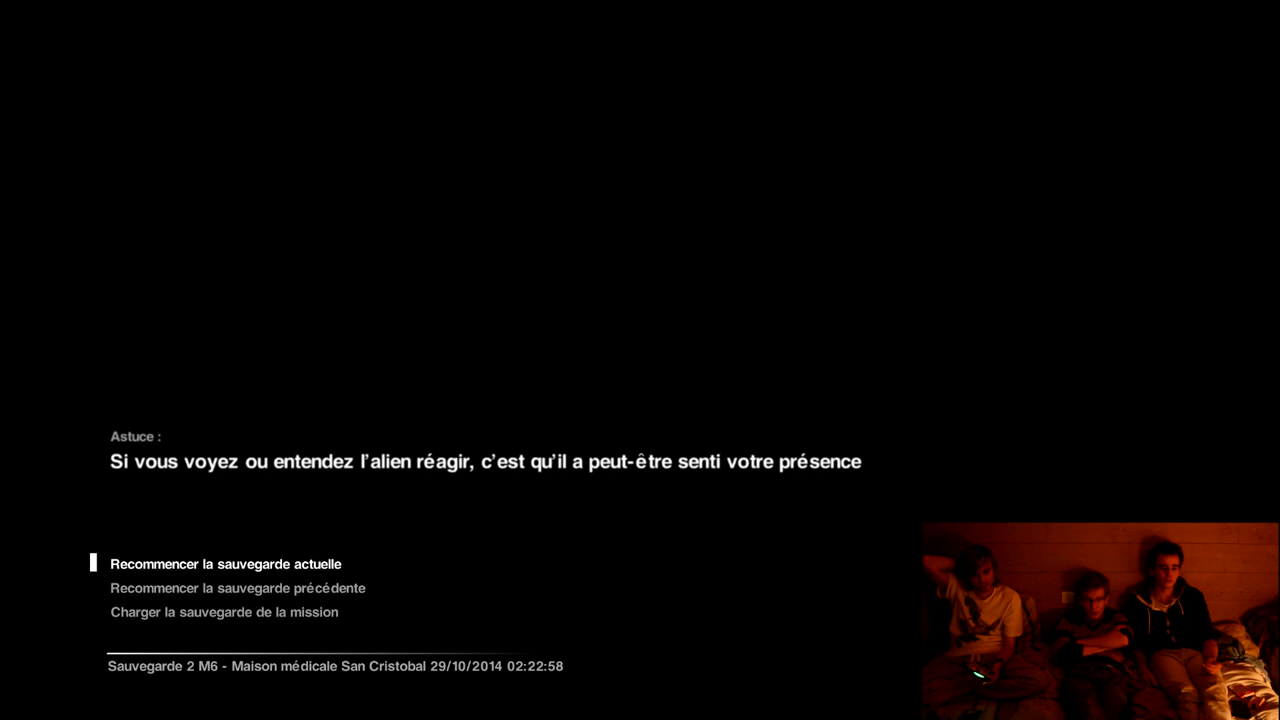 Astuce :
Si vous voyez ou entendez l’alien réagir, c’est qu’il a peut-être senti votre présence
Recommencer la sauvegarde actuelle
Recommencer la sauvegarde précédente
Charger la sauvegarde de la mission
Sauvegarde 2 M6 - Maison médicale San Cristobal 29/10/2014 02:22:58